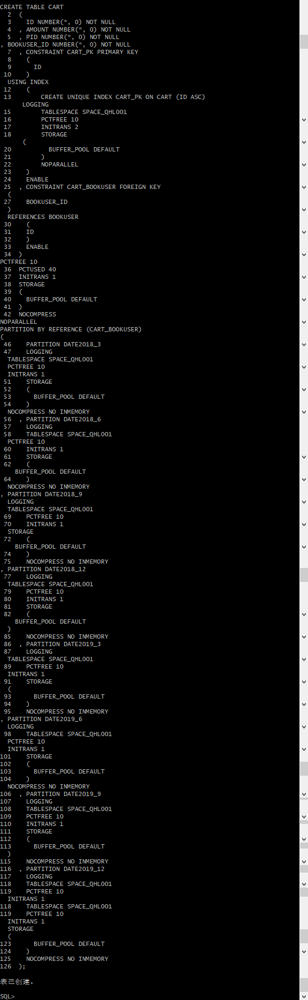 CREATE TABLE CART
  2  (
  3    ID NUMBER(*, 0) NOT NULL
  4  , AMOUNT NUMBER(*, 0) NOT NULL
  5  , PID NUMBER(*, 0) NOT NULL
, BOOKUSER_ID NUMBER(*, 0) NOT NULL
  7  , CONSTRAINT CART_PK PRIMARY KEY
  8    (
  9      ID
 10    )
  USING INDEX
 12    (
 13        CREATE UNIQUE INDEX CART_PK ON CART (ID ASC)
      LOGGING
 15        TABLESPACE SPACE_QHL001
 16        PCTFREE 10
 17        INITRANS 2
 18        STORAGE
      (
 20          BUFFER_POOL DEFAULT
 21        )
 22        NOPARALLEL
 23    )
 24    ENABLE
 25  , CONSTRAINT CART_BOOKUSER FOREIGN KEY
  (
 27    BOOKUSER_ID
  )
  REFERENCES BOOKUSER
 30    (
 31    ID
 32    )
 33    ENABLE
 34  )
PCTFREE 10
 36  PCTUSED 40
 37  INITRANS 1
 38  STORAGE
 39  (
 40    BUFFER_POOL DEFAULT
 41  )
 42  NOCOMPRESS
NOPARALLEL
PARTITION BY REFERENCE (CART_BOOKUSER)
(
 46    PARTITION DATE2018_3
 47    LOGGING
  TABLESPACE SPACE_QHL001
  PCTFREE 10
  INITRANS 1
 51    STORAGE
 52    (
 53      BUFFER_POOL DEFAULT
 54    )
  NOCOMPRESS NO INMEMORY
 56  , PARTITION DATE2018_6
 57    LOGGING
 58    TABLESPACE SPACE_QHL001
  PCTFREE 10
 60    INITRANS 1
 61    STORAGE
 62    (
    BUFFER_POOL DEFAULT
 64    )
  NOCOMPRESS NO INMEMORY
, PARTITION DATE2018_9
  LOGGING
  TABLESPACE SPACE_QHL001
 69    PCTFREE 10
 70    INITRANS 1
  STORAGE
 72    (
    BUFFER_POOL DEFAULT
 74    )
 75    NOCOMPRESS NO INMEMORY
, PARTITION DATE2018_12
 77    LOGGING
  TABLESPACE SPACE_QHL001
 79    PCTFREE 10
 80    INITRANS 1
 81    STORAGE
 82    (
    BUFFER_POOL DEFAULT
  )
 85    NOCOMPRESS NO INMEMORY
 86  , PARTITION DATE2019_3
 87    LOGGING
  TABLESPACE SPACE_QHL001
 89    PCTFREE 10
  INITRANS 1
 91    STORAGE
  (
 93      BUFFER_POOL DEFAULT
 94    )
 95    NOCOMPRESS NO INMEMORY
, PARTITION DATE2019_6
  LOGGING
 98    TABLESPACE SPACE_QHL001
  PCTFREE 10
  INITRANS 1
101    STORAGE
102    (
103      BUFFER_POOL DEFAULT
104    )
  NOCOMPRESS NO INMEMORY
106  , PARTITION DATE2019_9
107    LOGGING
108    TABLESPACE SPACE_QHL001
109    PCTFREE 10
110    INITRANS 1
111    STORAGE
112    (
113      BUFFER_POOL DEFAULT
  )
115    NOCOMPRESS NO INMEMORY
116  , PARTITION DATE2019_12
117    LOGGING
118    TABLESPACE SPACE_QHL001
119    PCTFREE 10
  INITRANS 1
118    TABLESPACE SPACE_QHL001
119    PCTFREE 10
  INITRANS 1
  STORAGE
  (
123      BUFFER_POOL DEFAULT
124    )
125    NOCOMPRESS NO INMEMORY
126  );
表已创建。
SQL>